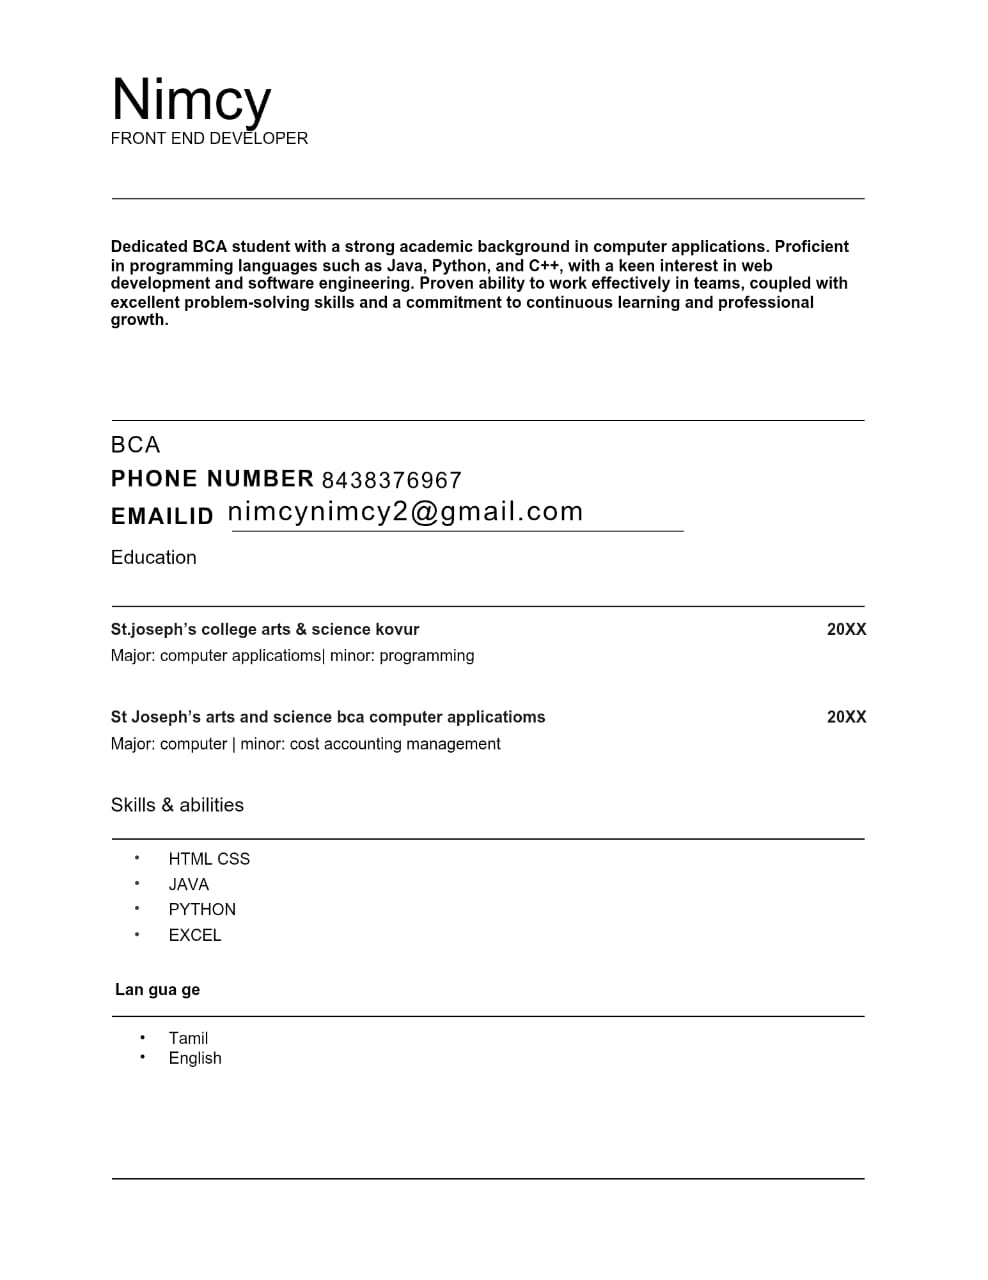 Nimcy
FRONT END DEVELOPER
Dedicated BCA student with a strong academic background in computer applications. Proficient
in programming languages such as Java, Python, and C++, with a keen interest in web
development and software engineering. Proven ability to work effectively in teams, coupled with
excellent problem-solving skills and a commitment to continuous learning and professional
growth.
BCA
PHONE NUMBER 8438376967
EMAILID nimcynimcy2@gmail.com
Education
St.joseph’s college arts & science kovur 20XX
Major: computer applicatioms| minor: programming
St Joseph’s arts and science bca computer applicatioms 20XX
Major: computer | minor: cost accounting management
Skills & abilities
• HTML CSS
• JAVA
• PYTHON
• EXCEL
Lan gua ge
• Tamil
• English